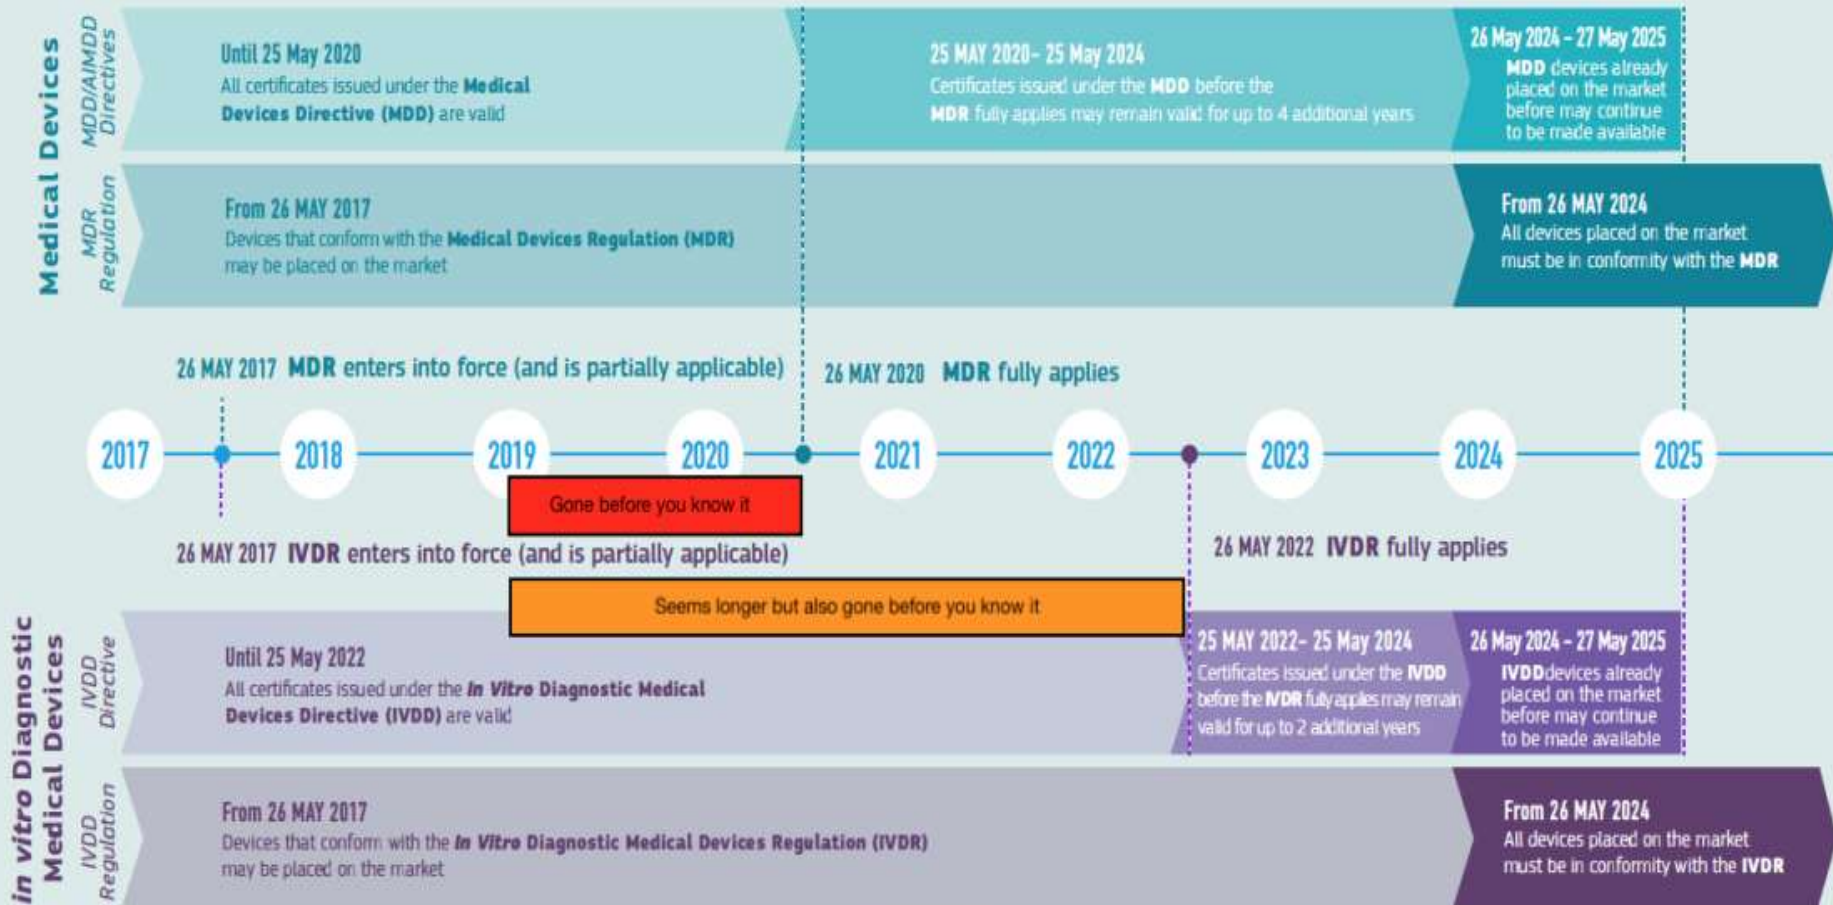 Medical Devices
MDD/AIMDD
Directives
Until 25 May 2020
All certificates issued under the Medical
Devices Directive (MDD) are valid
25 MAY 2020- 25 May 2024
Certificates issued under the MDD before the
MDR fully applies may remain valid for up to 4 additional years
26 May 2024 - 27 May 2025
MDD devices already
placed on the market
before may continue
to be made available
MDR
Regulation
From 26 MAY 2017
Devices that conform with the Medical Devices Regulation (MDR)
may be placed on the market
From 26 MAY 2024
All devices placed on the market
must be in conformity with the MDR
26 MAY 2017 MDR enters into force (and is partially applicable)
26 MAY 2020 MDR fully applies
2017 2018 2019 2020 2021 2022 2023 2024 2025
Gone before you know it
26 MAY 2017 IVDR enters into force (and is partially applicable)
26 MAY 2022 IVDR fully applies
Seems longer but also gone before you know it
in vitro Diagnostic
Medical Devices
IVDD
Directive
Until 25 May 2022
All certificates issued under the In Vitro Diagnostic Medical
Devices Directive (IVDD) are valid
25 MAY 2022- 25 May 2024
Certificates issued under the IVDD
before the IVDR fully applies may remain
valid for up to 2 additional years
26 May 2024 - 27 May 2025
IVDDdevices already
placed on the market
before may continue
to be made available
IVDD
Regulation
From 26 MAY 2017
Devices that conform with the In Vitro Diagnostic Medical Devices Regulation (IVDR)
may be placed on the market
From 26 MAY 2024
All devices placed on the market
must be in conformity with the IVDR